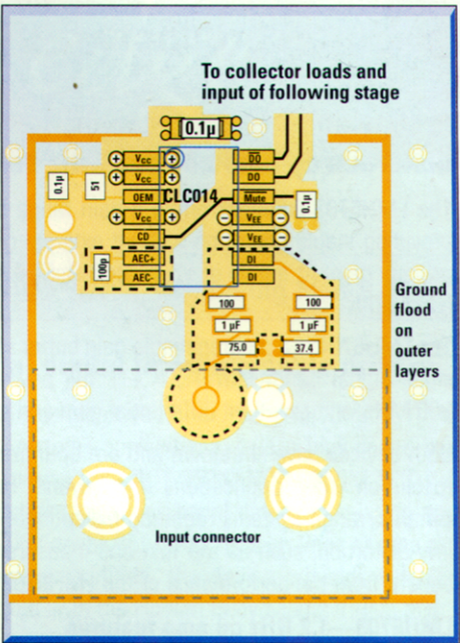 To collector loads and
input of following stage
0.1µ
VCC
DO
VCC
DO
0.1µ
51
OEM
CLC014
Mute
0.1µ
VCC
VEE
CD
VEE
100p
AEC+
DI
AEC-
DI
100
100
1 µF
1 µF
75.0
37.4
Ground
flood
on
outer
layers
Input connector